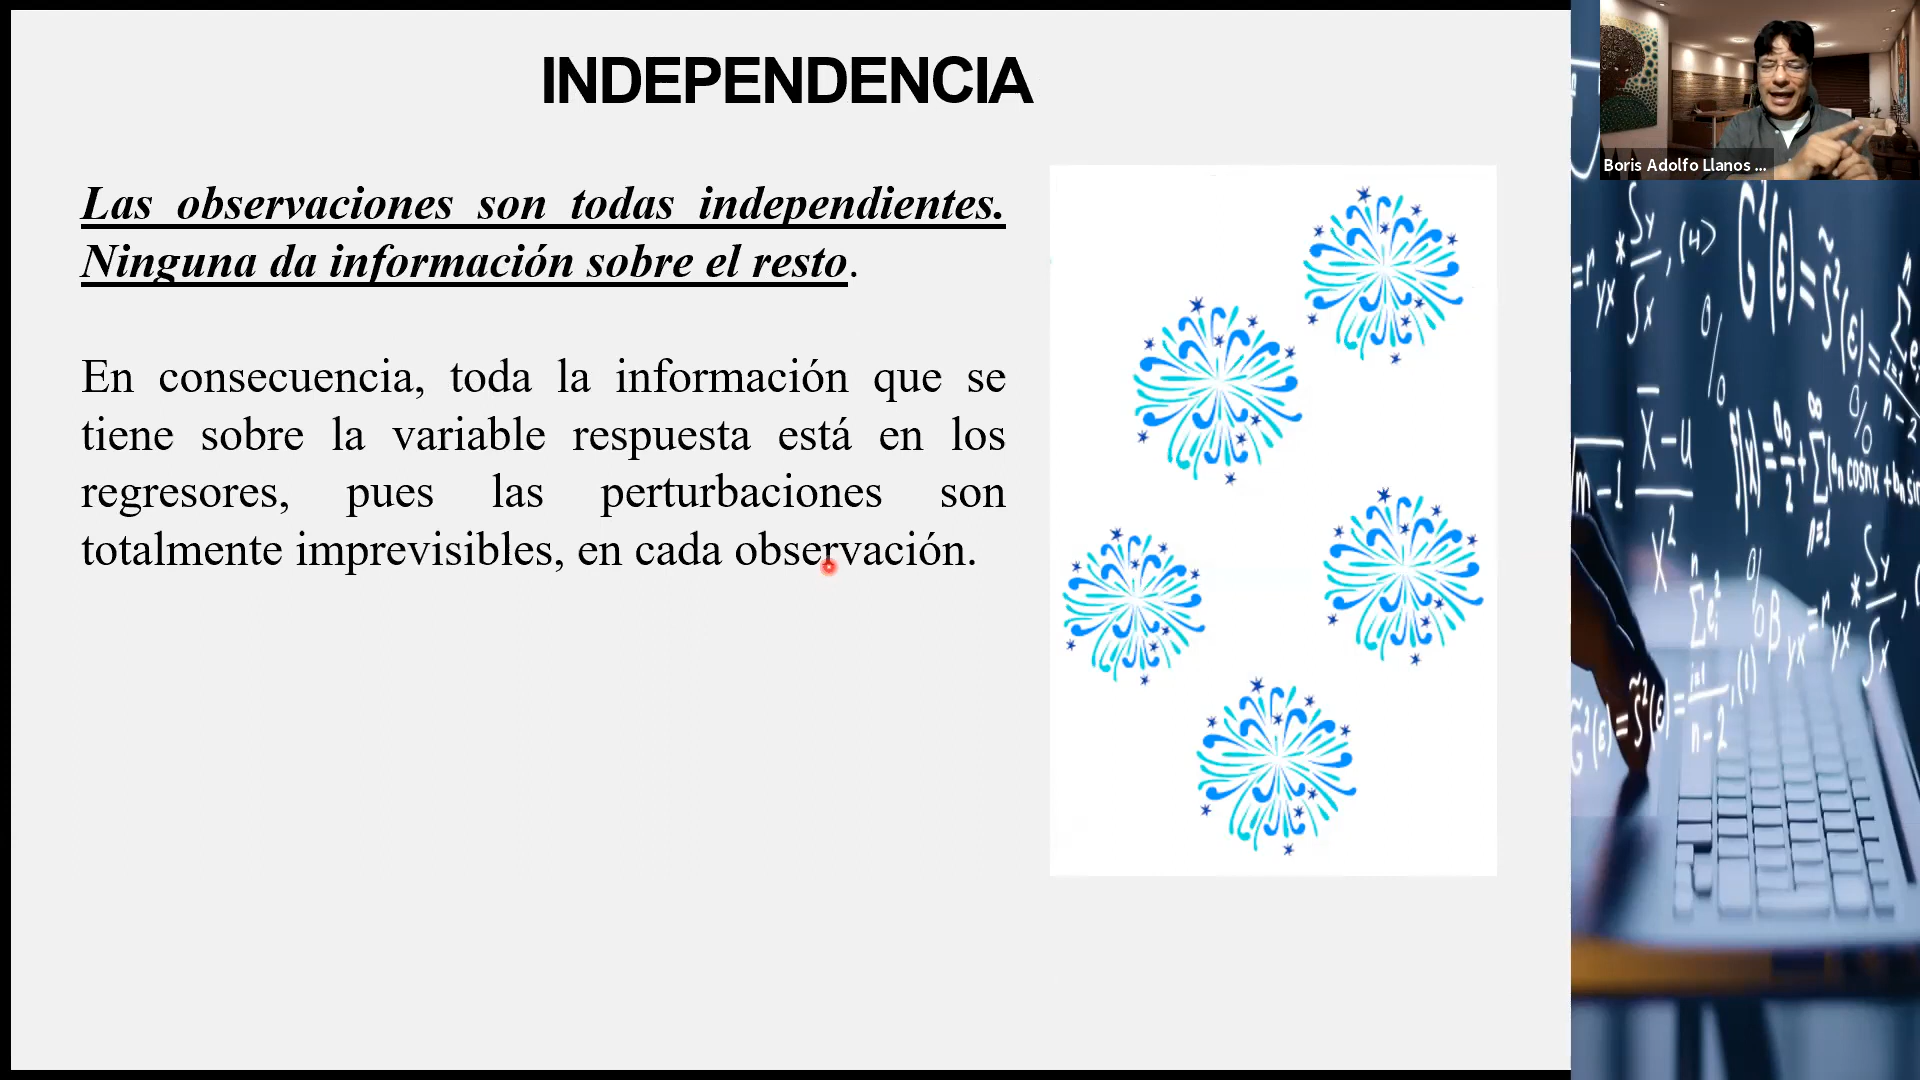 INDEPENDENCIA
Las observaciones son todas independientes.
Ninguna da información sobre el resto.
En consecuencia, toda la información que se
tiene sobre la variable respuesta está en los
regresores, pues las perturbaciones son
totalmente imprevisibles, en cada observación.
Boris Adolfo Llanos ...